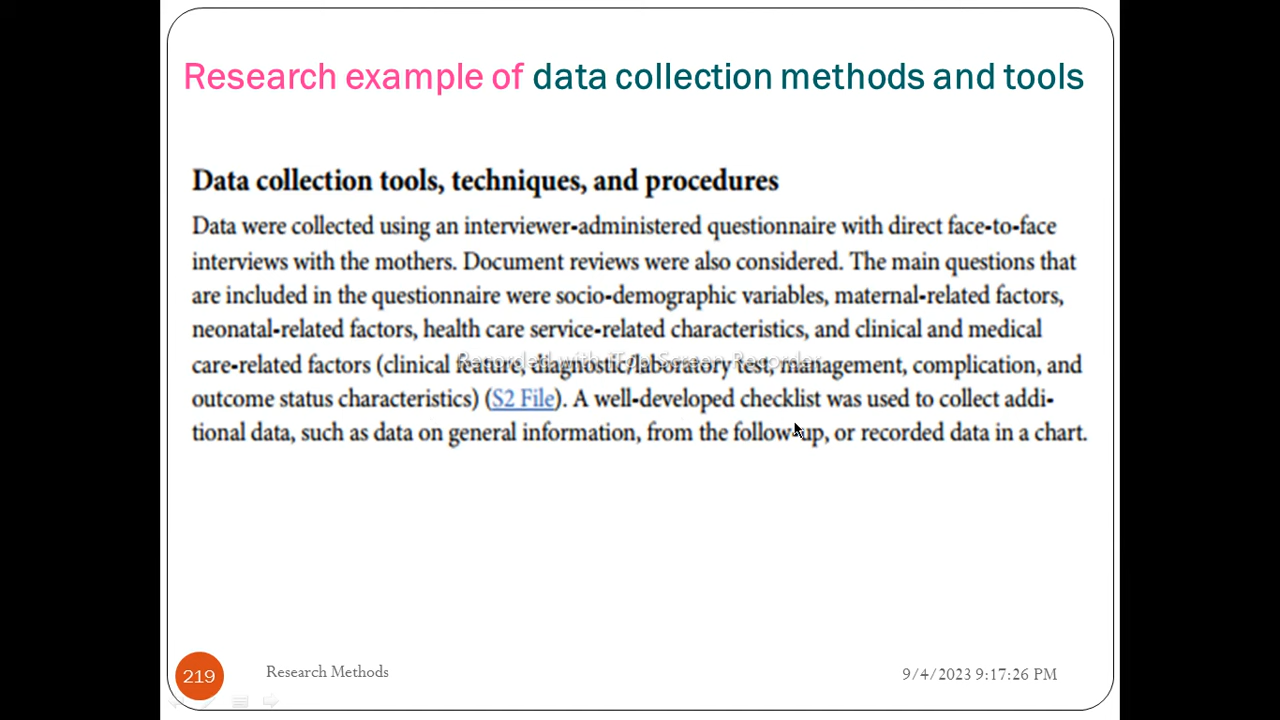 Research example of data collection methods and tools
Data collection tools, techniques, and procedures
Data were collected using an interviewer-administered questionnaire with direct face-to-face
interviews with the mothers. Document reviews were also considered. The main questions that
are included in the questionnaire were socio-demographic variables, maternal-related factors,
neonatal-related factors, health care service-related characteristics, and clinical and medical
Recorded with iTop Screen Recorder
care-related factors (clinical feature, diagnostic/laboratory test, management, complication, and
outcome status characteristics) (S2 File). A well-developed checklist was used to collect addi-
tional data, such as data on general information, from the follow-up, or recorded data in a chart.
219
Research Methods
9/4/2023 9:17:26 PM